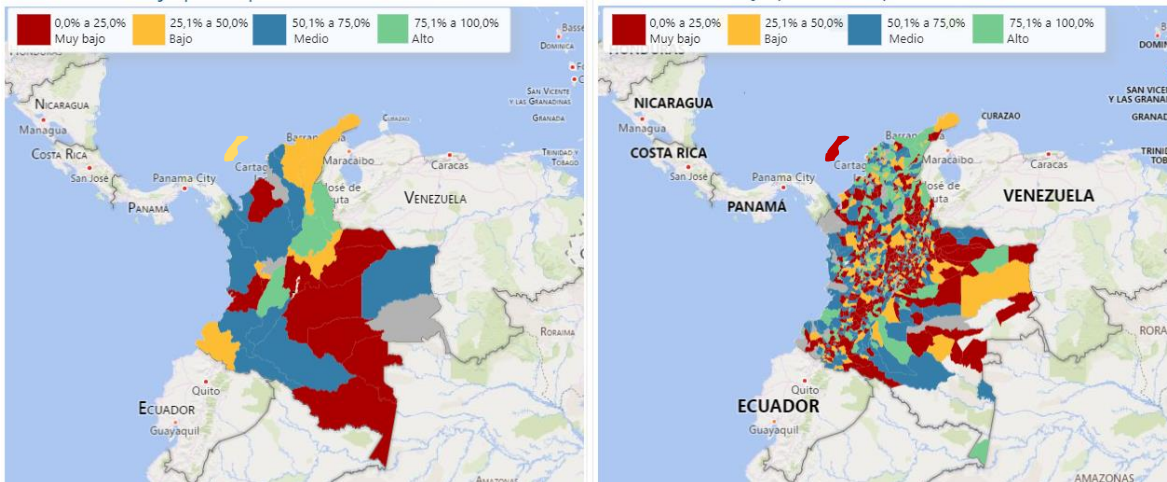 0,0% a 25,0%
Muy bajo
25,1% a 50,0%
Bajo
50,1% a 75,0%
Medio
75,1% a 100,0%
Alto
DOMINICA
SAN VICENTE
Y LAS GRANADINAS
GRANADA
NICARAGUA
Managua
COSTA RICA
San José
Panama City
PANAMÁ
CURAZAO
Maracaibo
Caracas
TRINIDAD Y
TOBAGO
VENEZUELA
RORAIMA
Quito
ECUADOR
Guayaquil
AMAZONAS
0,0% a 25,0%
Muy bajo
25,1% a 50,0%
Bajo
50,1% a 75,0%
Medio
75,1% a 100,0%
Alto
HONDURAS
NICARAGUA
Managua
COSTA RICA
San José
Panama City
PANAMÁ
CURAZAO
Maracaibo
Caracas
VENEZUELA
Quito
ECUADOR
Guayaquil
AMAZONAS